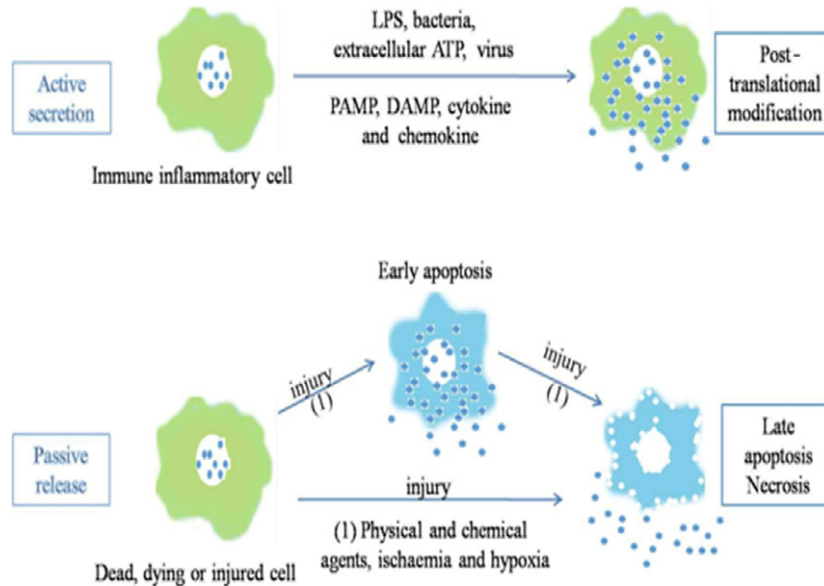 LPS, bacteria,
extracellular ATP, virus
Active
secretion
PAMP, DAMP, cytokine
and chemokine
Post-
translational
modification
Immune inflammatory cell
Early apoptosis
injury
(1)
injury
(1)
Passive
release
injury
(1) Physical and chemical
agents, ischaemia and hypoxia
Late
apoptosis
Necrosis
Dead, dying or injured cell